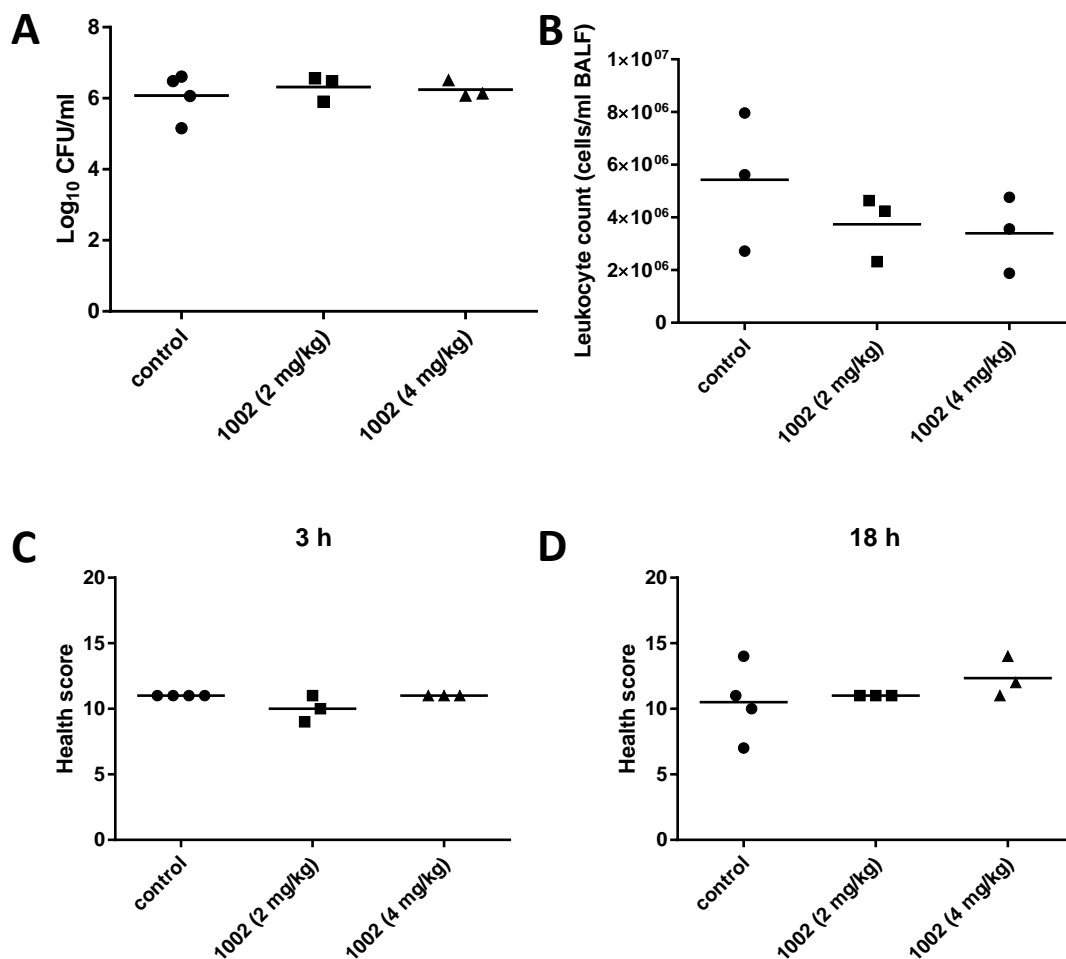 A
Log₁₀ CFU/ml
8
6
4
2
0
control
1002 (2 mg/kg)
1002 (4 mg/kg)
B
Leukocyte count (cells/ml BALF)
1×10⁰⁷
8×10⁰⁶
6×10⁰⁶
4×10⁰⁶
2×10⁰⁶
0
control
1002 (2 mg/kg)
1002 (4 mg/kg)
C
3 h
Health score
20
15
10
5
0
control
1002 (2 mg/kg)
1002 (4 mg/kg)
D
18 h
Health score
20
15
10
5
0
control
1002 (2 mg/kg)
1002 (4 mg/kg)